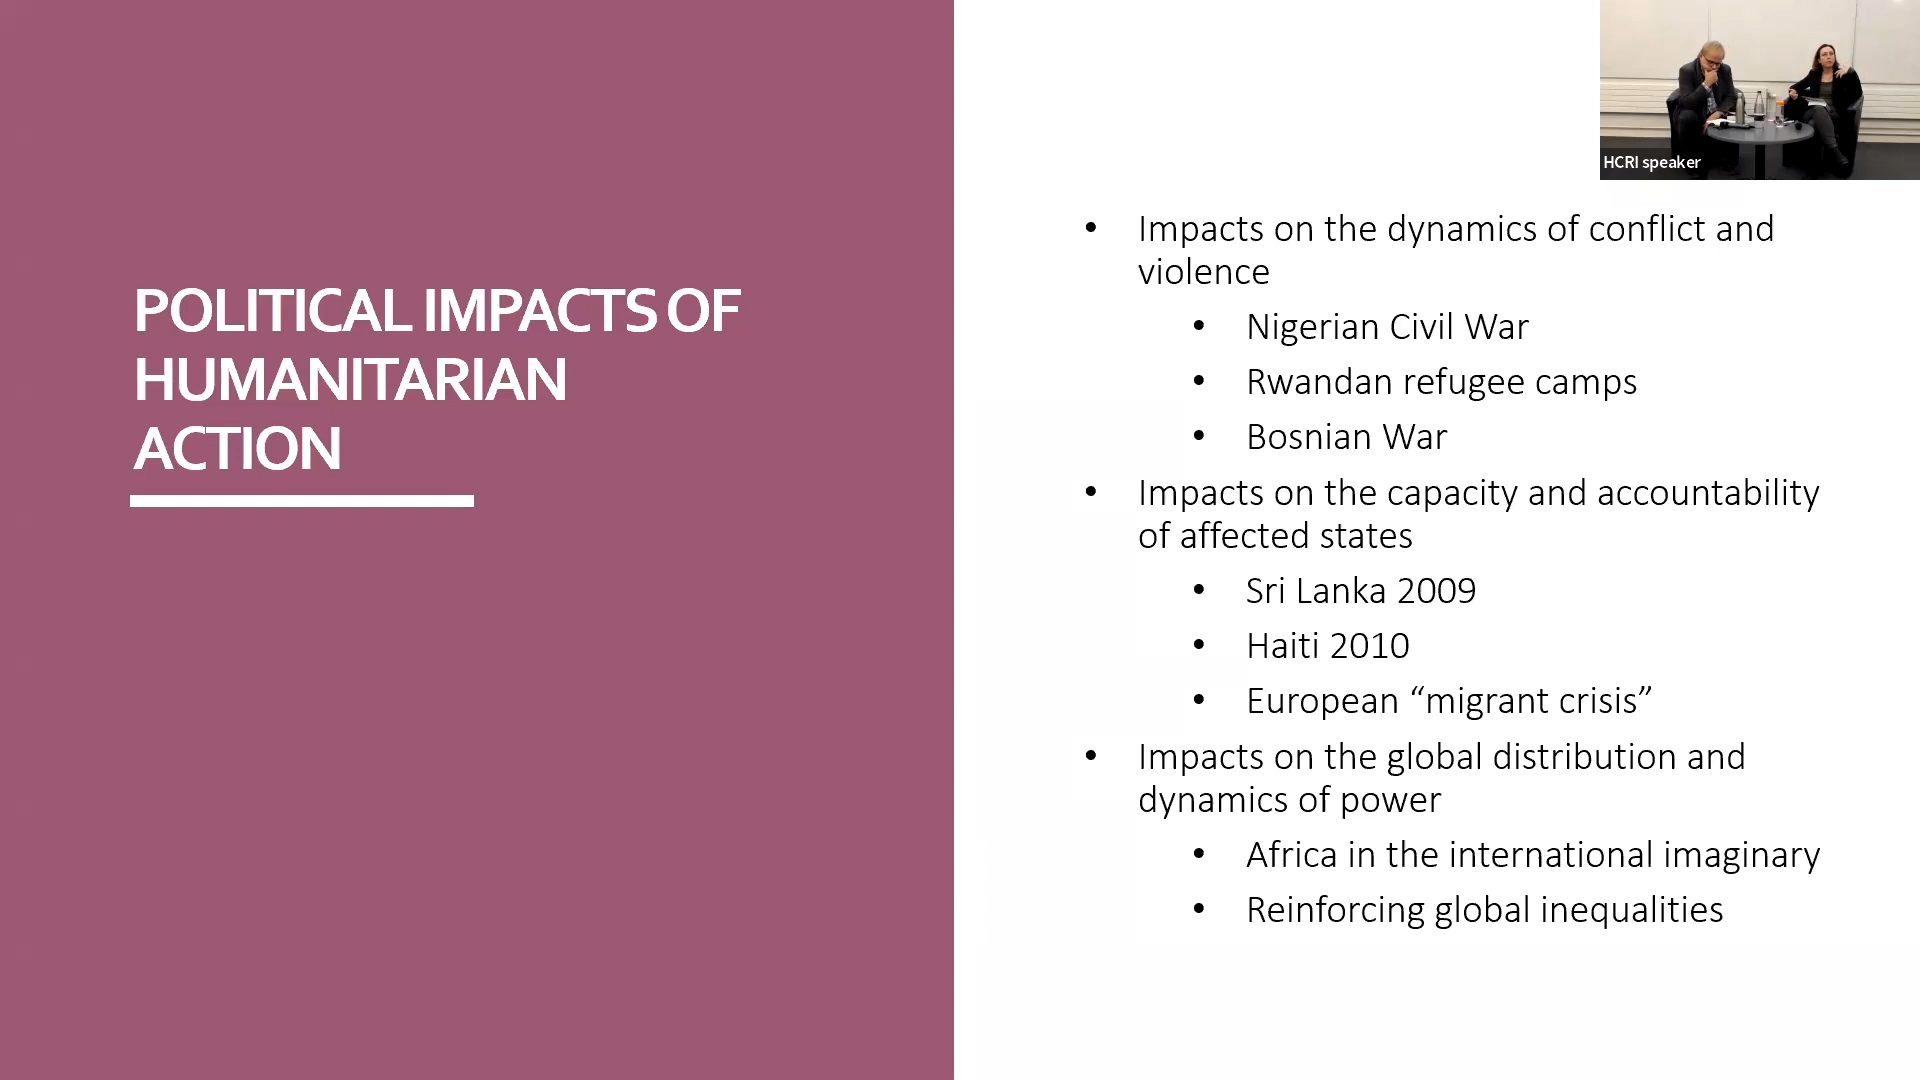 HCRI speaker
POLITICAL IMPACTS OF
HUMANITARIAN
ACTION
• Impacts on the dynamics of conflict and
violence
• Nigerian Civil War
• Rwandan refugee camps
• Bosnian War
• Impacts on the capacity and accountability
of affected states
• Sri Lanka 2009
• Haiti 2010
• European “migrant crisis”
• Impacts on the global distribution and
dynamics of power
• Africa in the international imaginary
• Reinforcing global inequalities